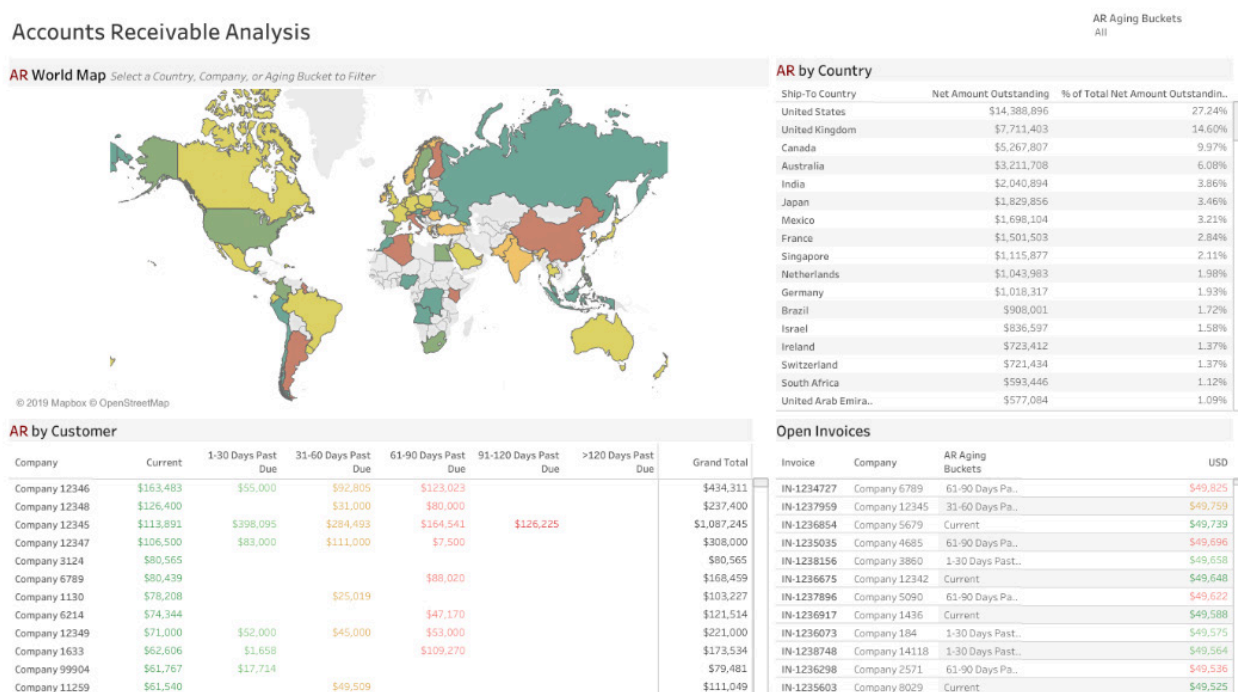 Accounts Receivable Analysis
AR Aging Buckets
All
AR World Map Select a Country, Company, or Aging Bucket to Filter
© 2019 Mapbox © OpenStreetMap
AR by Country
Ship-To Country Net Amount Outstanding % of Total Net Amount Outstandin..
United States $14,388,896 27.24%
United Kingdom $7,711,403 14.60%
Canada $5,267,807 9.97%
Australia $3,211,708 6.08%
India $2,040,894 3.86%
Japan $1,829,856 3.46%
Mexico $1,698,104 3.21%
France $1,501,503 2.84%
Singapore $1,115,877 2.11%
Netherlands $1,043,983 1.98%
Germany $1,018,317 1.93%
Brazil $908,001 1.72%
Israel $836,597 1.58%
Ireland $723,412 1.37%
Switzerland $721,434 1.37%
South Africa $593,446 1.12%
United Arab Emira.. $577,084 1.09%
AR by Customer
Company Current 1-30 Days Past Due 31-60 Days Past Due 61-90 Days Past Due 91-120 Days Past Due >120 Days Past Due Grand Total
Company 12346 $163,483 $55,000 $92,805 $123,023 $434,311
Company 12348 $126,400 $31,000 $80,000 $237,400
Company 12345 $113,891 $398,095 $284,493 $164,541 $126,225 $1,087,245
Company 12347 $106,500 $83,000 $111,000 $7,500 $308,000
Company 3124 $80,565 $80,565
Company 6789 $80,439 $88,020 $168,459
Company 1130 $78,208 $25,019 $103,227
Company 6214 $74,344 $47,170 $121,514
Company 12349 $71,000 $52,000 $45,000 $53,000 $221,000
Company 1633 $62,606 $1,658 $109,270 $173,534
Company 99904 $61,767 $17,714 $79,481
Company 11259 $61,540 $49,509 $111,049
Open Invoices
Invoice Company AR Aging Buckets USD
IN-1234727 Company 6789 61-90 Days Pa.. $49,825
IN-1237959 Company 12345 31-60 Days Pa.. $49,759
IN-1236854 Company 5679 Current $49,739
IN-1235035 Company 4685 61-90 Days Pa.. $49,696
IN-1238156 Company 3860 1-30 Days Past.. $49,658
IN-1236675 Company 12342 Current $49,648
IN-1237896 Company 5090 61-90 Days Pa.. $49,622
IN-1236917 Company 1436 Current $49,588
IN-1236073 Company 184 1-30 Days Past.. $49,575
IN-1238748 Company 14118 1-30 Days Past.. $49,564
IN-1236298 Company 2571 61-90 Days Pa.. $49,536
IN-1235603 Company 8029 Current $49,525